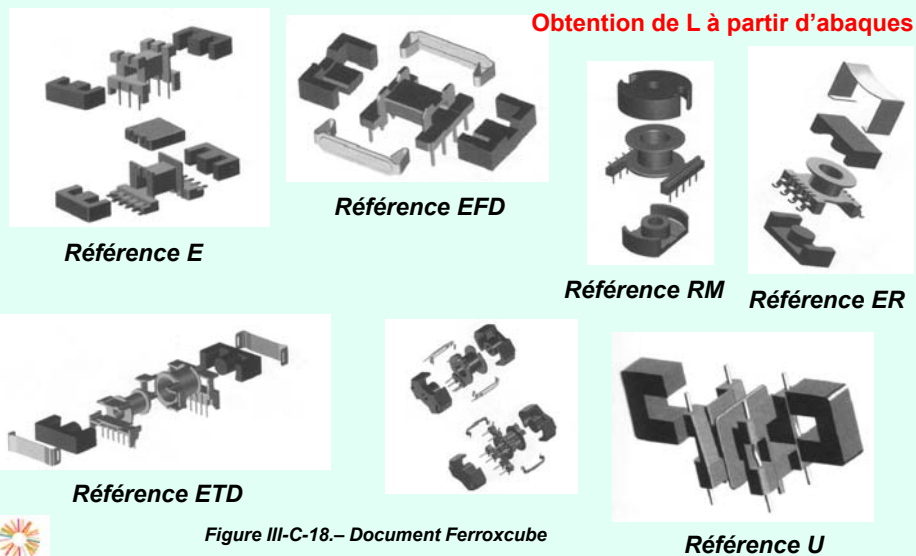 Obtention de L à partir d’abaques
Référence E
Référence EFD
Référence RM
Référence ER
Référence ETD
Figure III-C-18.– Document Ferroxcube
Référence U